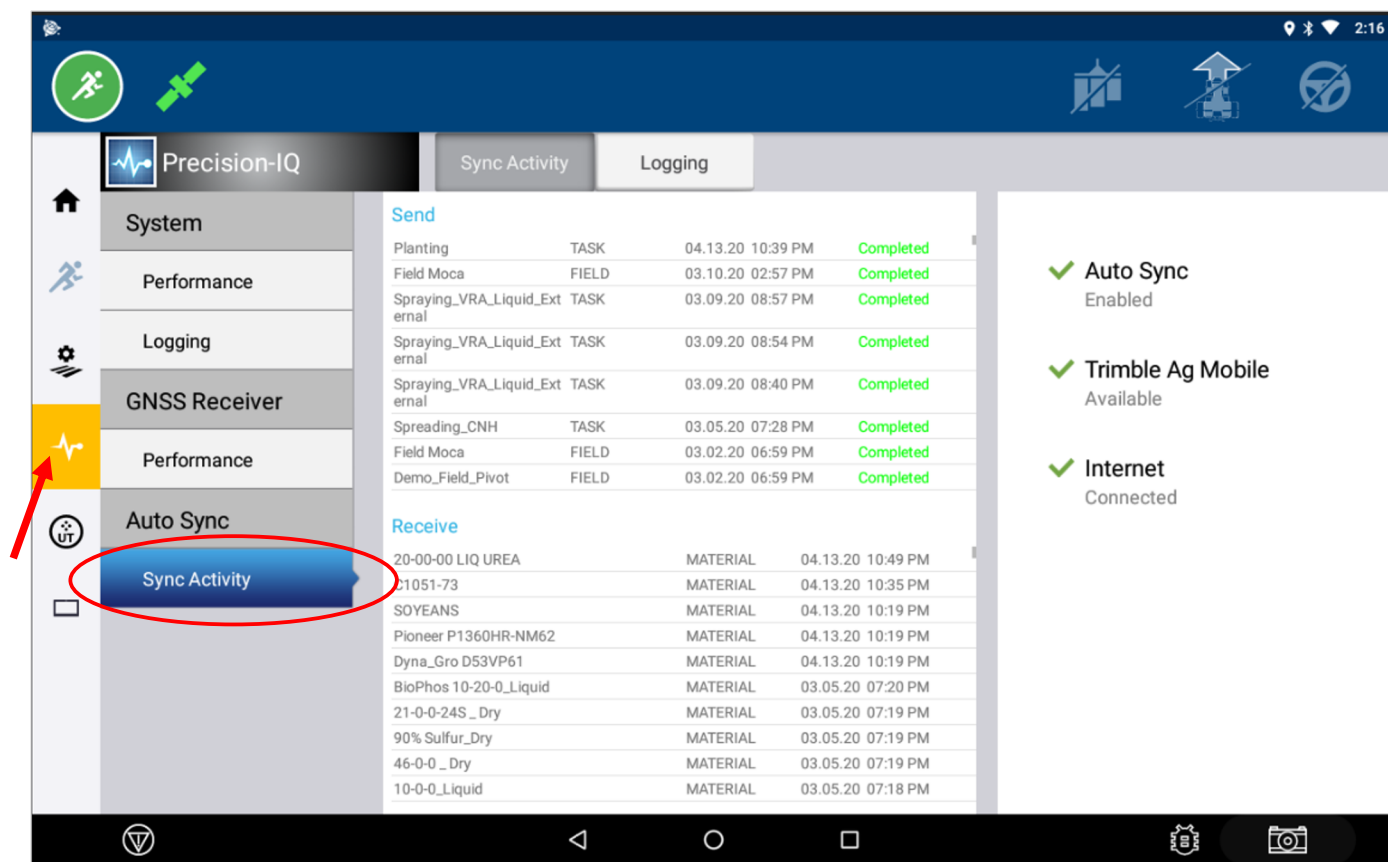 2:16
Precision-IQ
Sync Activity
Logging
System
Performance
Logging
GNSS Receiver
Performance
Auto Sync
Sync Activity
UT
Send
Planting TASK 04.13.20 10:39 PM Completed
Field Moca FIELD 03.10.20 02:57 PM Completed
Spraying_VRA_Liquid_Ext TASK 03.09.20 08:57 PM Completed
ernal
Spraying_VRA_Liquid_Ext TASK 03.09.20 08:54 PM Completed
ernal
Spraying_VRA_Liquid_Ext TASK 03.09.20 08:40 PM Completed
ernal
Spreading_CNH TASK 03.05.20 07:28 PM Completed
Field Moca FIELD 03.02.20 06:59 PM Completed
Demo_Field_Pivot FIELD 03.02.20 06:59 PM Completed
Receive
20-00-00 LIQ UREA MATERIAL 04.13.20 10:49 PM
C1051-73 MATERIAL 04.13.20 10:35 PM
SOYEANS MATERIAL 04.13.20 10:19 PM
Pioneer P1360HR-NM62 MATERIAL 04.13.20 10:19 PM
Dyna_Gro D53VP61 MATERIAL 04.13.20 10:19 PM
BioPhos 10-20-0_Liquid MATERIAL 03.05.20 07:20 PM
21-0-0-24S _ Dry MATERIAL 03.05.20 07:19 PM
90% Sulfur_Dry MATERIAL 03.05.20 07:19 PM
46-0-0 _ Dry MATERIAL 03.05.20 07:19 PM
10-0-0_Liquid MATERIAL 03.05.20 07:18 PM
Auto Sync
Enabled
Trimble Ag Mobile
Available
Internet
Connected